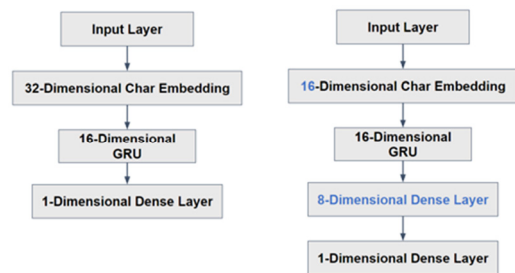 Input Layer
32-Dimensional Char Embedding
16-Dimensional
GRU
1-Dimensional Dense Layer
Input Layer
16-Dimensional Char Embedding
16-Dimensional
GRU
8-Dimensional Dense Layer
1-Dimensional Dense Layer